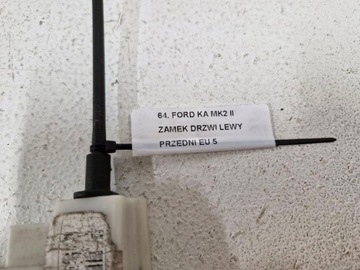 64. FORD KA MK2 II
ZAMEK DRZWI LEWY
PRZEDNI EU 5